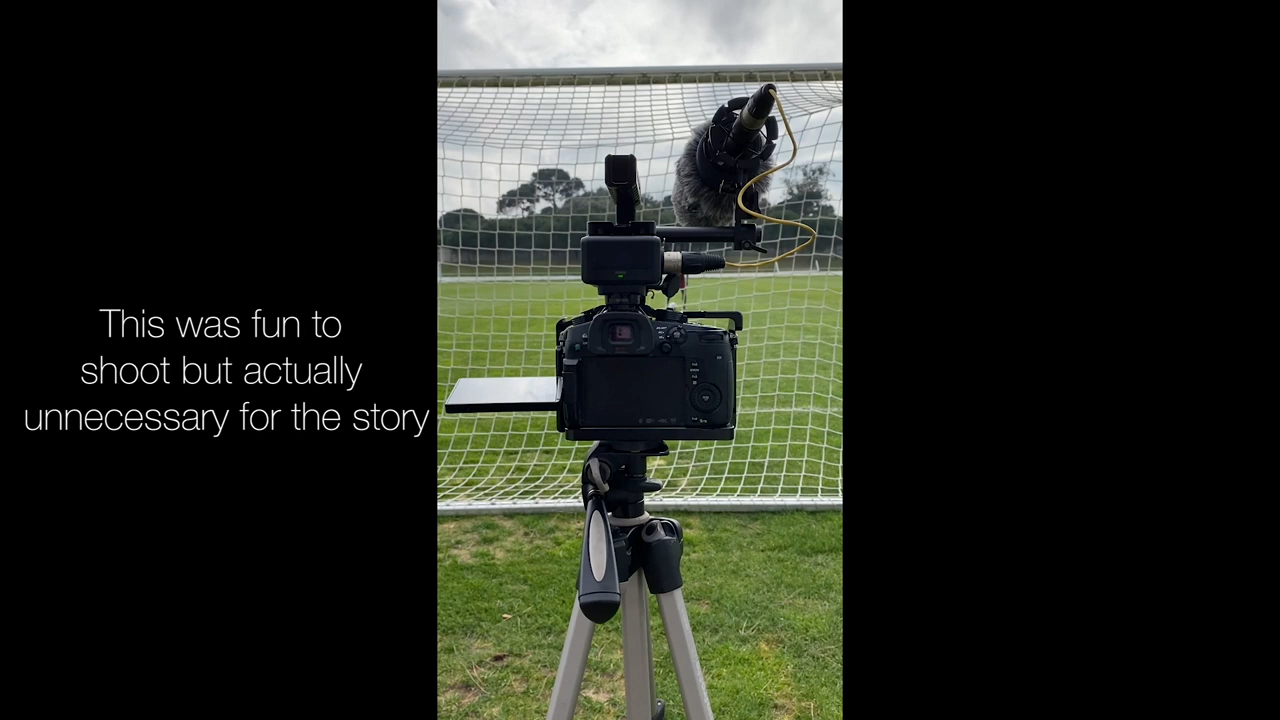 This was fun to
shoot but actually
unnecessary for the story